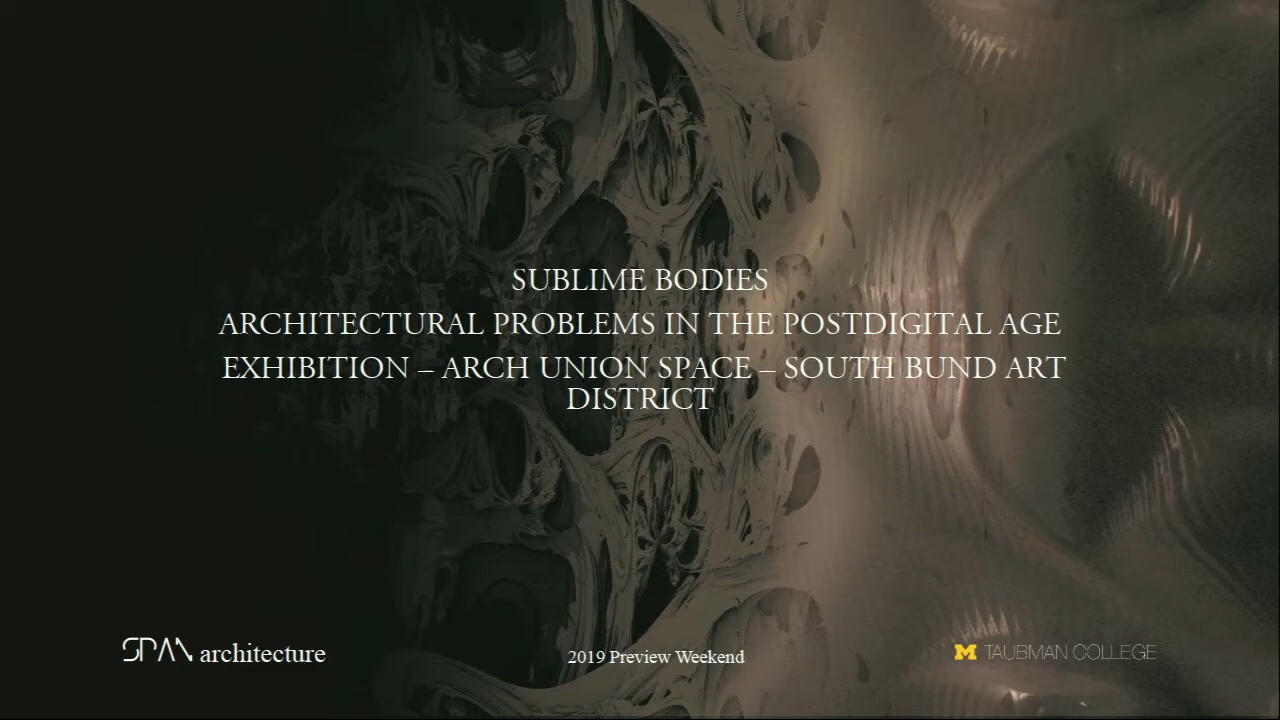 SUBLIME BODIES
ARCHITECTURAL PROBLEMS IN THE POSTDIGITAL AGE
EXHIBITION – ARCH UNION SPACE – SOUTH BUND ART
DISTRICT
SPAN architecture
2019 Preview Weekend
M TAUBMAN COLLEGE